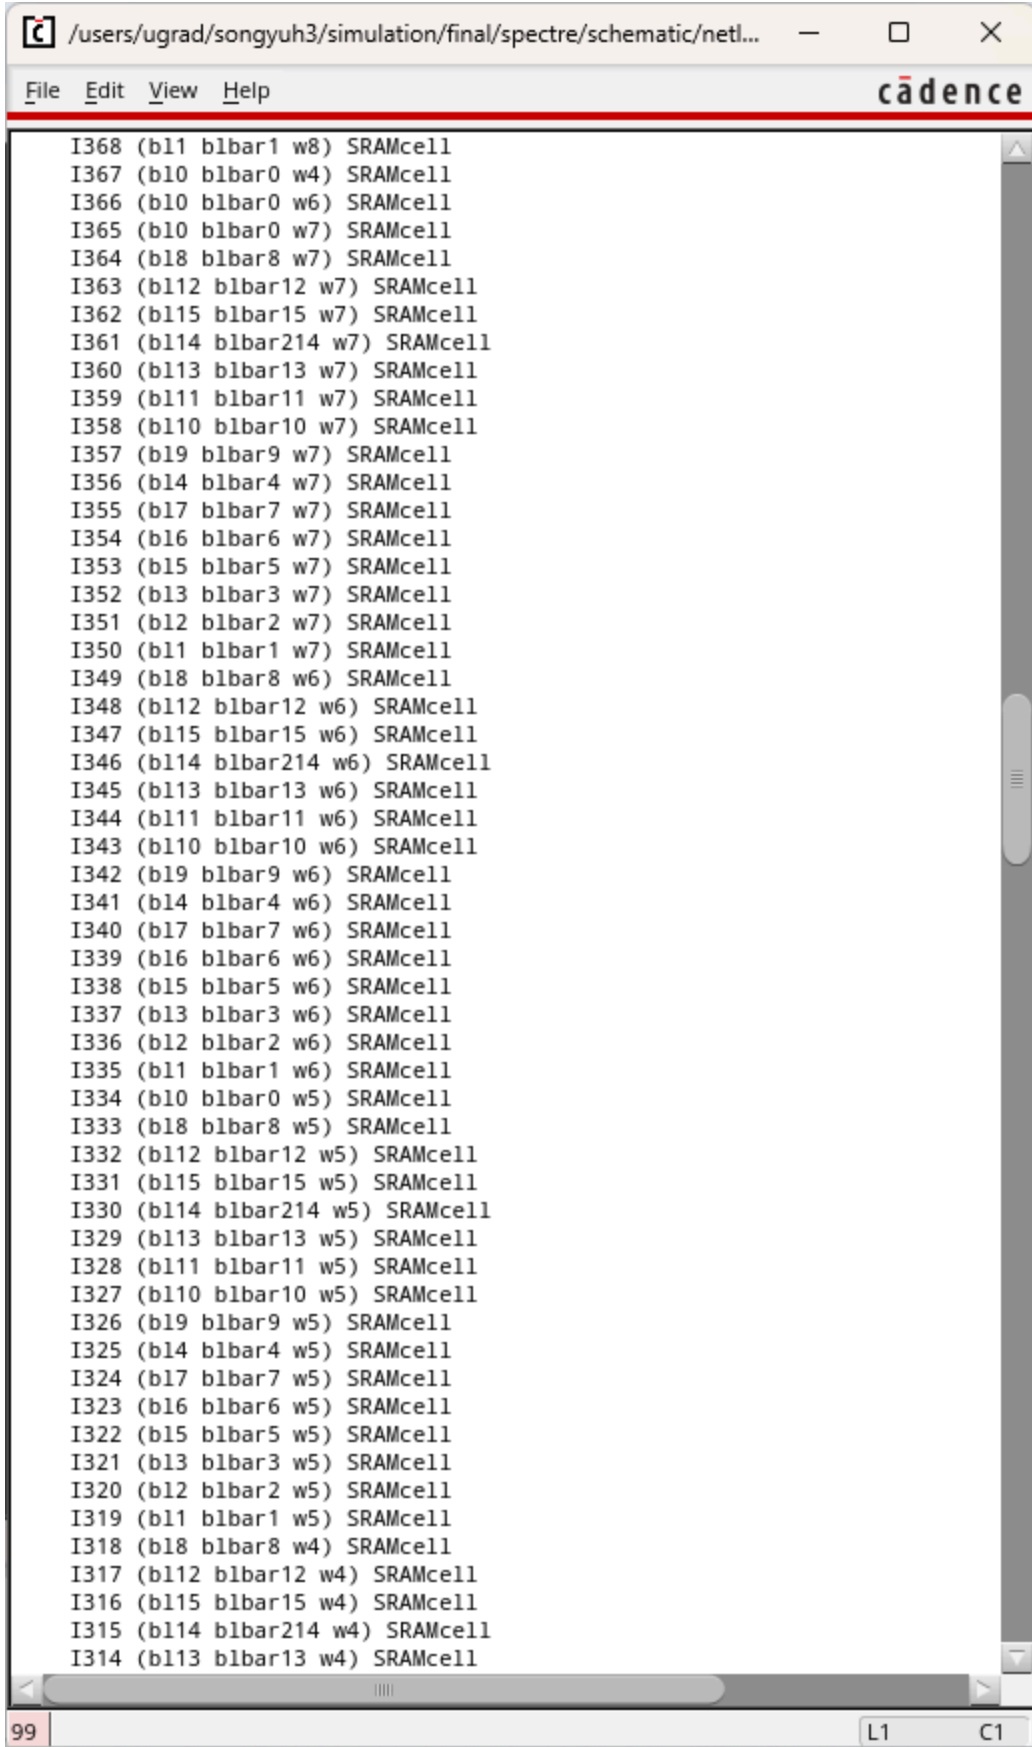 /users/ugrad/songyuh3/simulation/final/spectre/schematic/netl...
File Edit View Help
cādence
I368 (bl1 blbar1 w8) SRAMcell
I367 (bl0 blbar0 w4) SRAMcell
I366 (bl0 blbar0 w6) SRAMcell
I365 (bl0 blbar0 w7) SRAMcell
I364 (bl8 blbar8 w7) SRAMcell
I363 (bl12 blbar12 w7) SRAMcell
I362 (bl15 blbar15 w7) SRAMcell
I361 (bl14 blbar214 w7) SRAMcell
I360 (bl13 blbar13 w7) SRAMcell
I359 (bl11 blbar11 w7) SRAMcell
I358 (bl10 blbar10 w7) SRAMcell
I357 (bl9 blbar9 w7) SRAMcell
I356 (bl4 blbar4 w7) SRAMcell
I355 (bl7 blbar7 w7) SRAMcell
I354 (bl6 blbar6 w7) SRAMcell
I353 (bl5 blbar5 w7) SRAMcell
I352 (bl3 blbar3 w7) SRAMcell
I351 (bl2 blbar2 w7) SRAMcell
I350 (bl1 blbar1 w7) SRAMcell
I349 (bl8 blbar8 w6) SRAMcell
I348 (bl12 blbar12 w6) SRAMcell
I347 (bl15 blbar15 w6) SRAMcell
I346 (bl14 blbar214 w6) SRAMcell
I345 (bl13 blbar13 w6) SRAMcell
I344 (bl11 blbar11 w6) SRAMcell
I343 (bl10 blbar10 w6) SRAMcell
I342 (bl9 blbar9 w6) SRAMcell
I341 (bl4 blbar4 w6) SRAMcell
I340 (bl7 blbar7 w6) SRAMcell
I339 (bl6 blbar6 w6) SRAMcell
I338 (bl5 blbar5 w6) SRAMcell
I337 (bl3 blbar3 w6) SRAMcell
I336 (bl2 blbar2 w6) SRAMcell
I335 (bl1 blbar1 w6) SRAMcell
I334 (bl0 blbar0 w5) SRAMcell
I333 (bl8 blbar8 w5) SRAMcell
I332 (bl12 blbar12 w5) SRAMcell
I331 (bl15 blbar15 w5) SRAMcell
I330 (bl14 blbar214 w5) SRAMcell
I329 (bl13 blbar13 w5) SRAMcell
I328 (bl11 blbar11 w5) SRAMcell
I327 (bl10 blbar10 w5) SRAMcell
I326 (bl9 blbar9 w5) SRAMcell
I325 (bl4 blbar4 w5) SRAMcell
I324 (bl7 blbar7 w5) SRAMcell
I323 (bl6 blbar6 w5) SRAMcell
I322 (bl5 blbar5 w5) SRAMcell
I321 (bl3 blbar3 w5) SRAMcell
I320 (bl2 blbar2 w5) SRAMcell
I319 (bl1 blbar1 w5) SRAMcell
I318 (bl8 blbar8 w4) SRAMcell
I317 (bl12 blbar12 w4) SRAMcell
I316 (bl15 blbar15 w4) SRAMcell
I315 (bl14 blbar214 w4) SRAMcell
I314 (bl13 blbar13 w4) SRAMcell
99 L1 C1